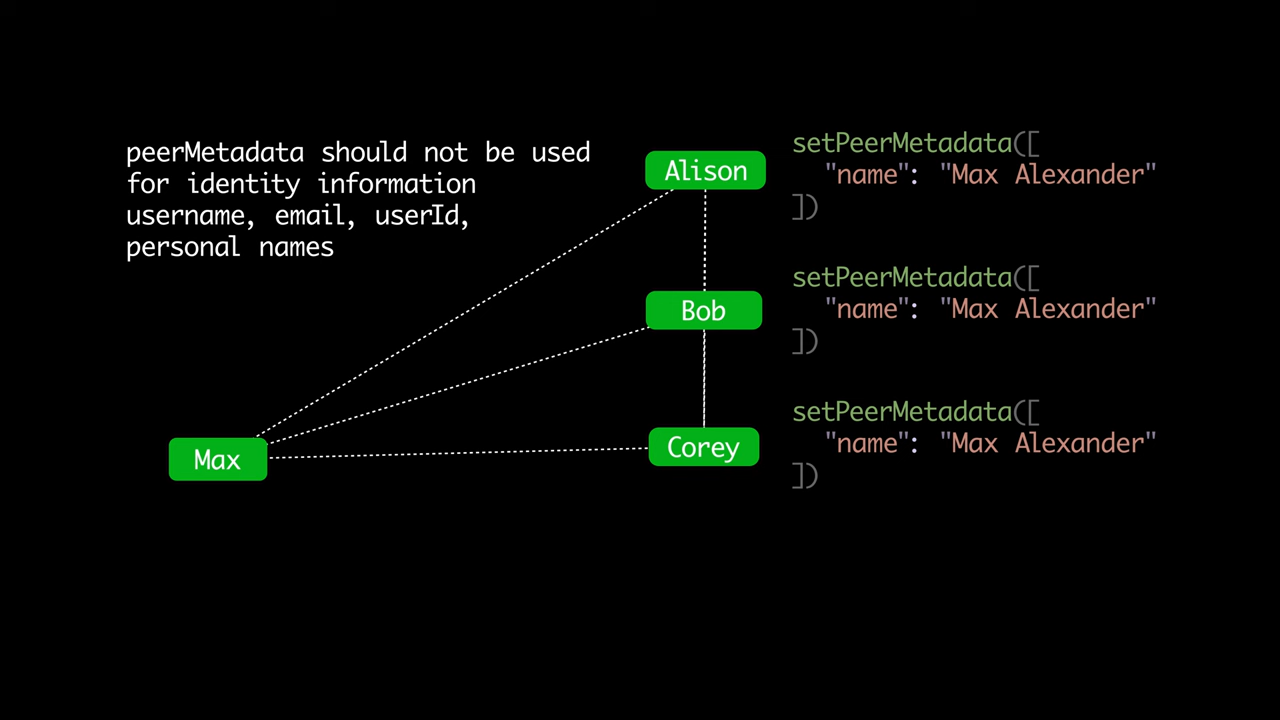 peerMetadata should not be used
for identity information
username, email, userId,
personal names
Alison
setPeerMetadata([
"name": "Max Alexander"
])
Bob
setPeerMetadata([
"name": "Max Alexander"
])
Max
Corey
setPeerMetadata([
"name": "Max Alexander"
])